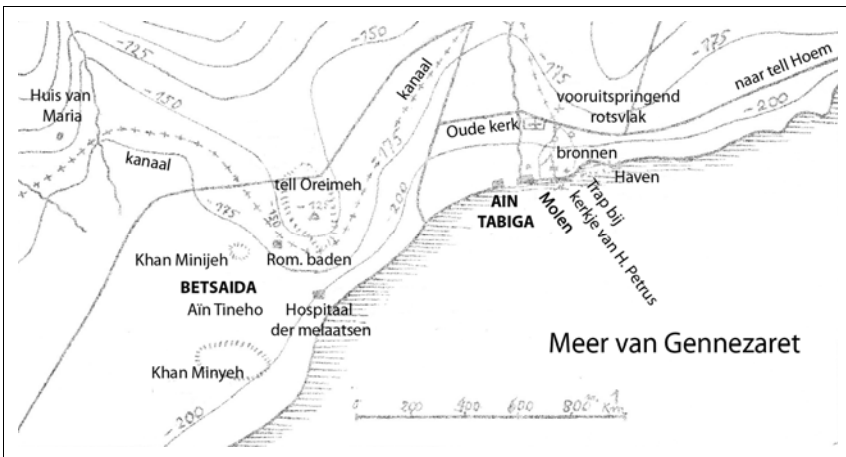 -125
-150
-150
kanaal
-175
-175
naar tell Hoem
-200
Huis van
Maria
vooruitspringend
rotsvlak
Oude kerk
kanaal
bronnen
-175
tell Oreimeh
-125
150
-175
-200
Haven
AIN
TABIGA
Molen
Trap bij
kerkje van H. Petrus
Khan Minijeh
Rom. baden
BETSAIDA
Aïn Tineho
Hospitaal
der melaatsen
Meer van Gennezaret
Khan Minyeh
-200
0 200 400 600 800 m. 1 Km.